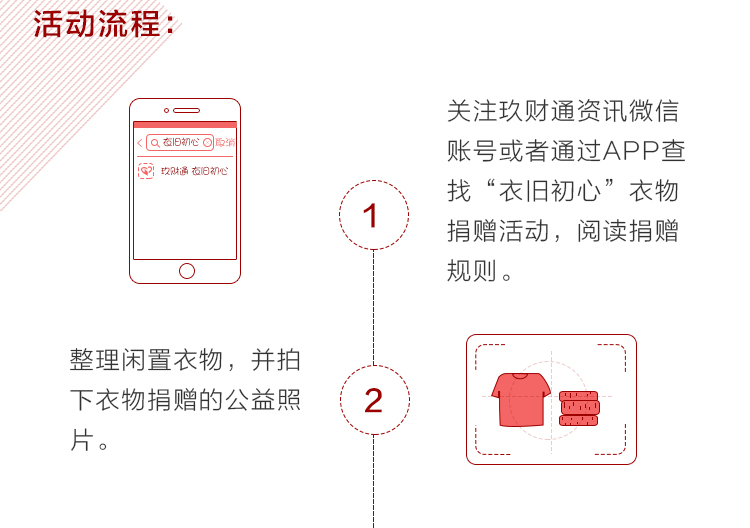 活动流程：
衣旧初心
取消
玖财通 衣旧初心
1
关注玖财通资讯微信
账号或者通过APP查
找“衣旧初心”衣物
捐赠活动，阅读捐赠
规则。
整理闲置衣物，并拍
下衣物捐赠的公益照
片。
2